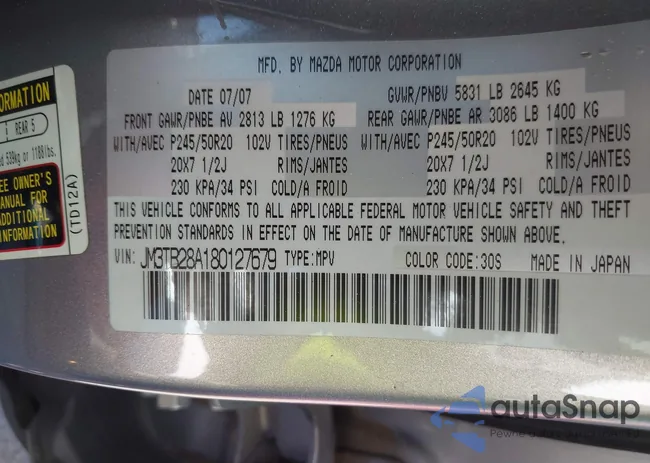 MFD. BY MAZDA MOTOR CORPORATION
DATE 07/07 GVWR/PNBV 5831 LB 2645 KG
FRONT GAWR/PNBE AV 2813 LB 1276 KG REAR GAWR/PNBE AR 3086 LB 1400 KG
WITH/AVEC P245/50R20 102V TIRES/PNEUS WITH/AVEC P245/50R20 102V TIRES/PNEUS
20X7 1/2J RIMS/JANTES 20X7 1/2J RIMS/JANTES
230 KPA/34 PSI COLD/A FROID 230 KPA/34 PSI COLD/A FROID
THIS VEHICLE CONFORMS TO ALL APPLICABLE FEDERAL MOTOR VEHICLE SAFETY AND THEFT
PREVENTION STANDARDS IN EFFECT ON THE DATE OF MANUFACTURE SHOWN ABOVE.
VIN: JM3TB28A180127679 TYPE:MPV COLOR CODE:30S MADE IN JAPAN
ORMATION
REAR 5
539kg or 1188lbs.
EE OWNER'S
ANUAL FOR
ADDITIONAL
INFORMATION
(TD12A)
autoSnap